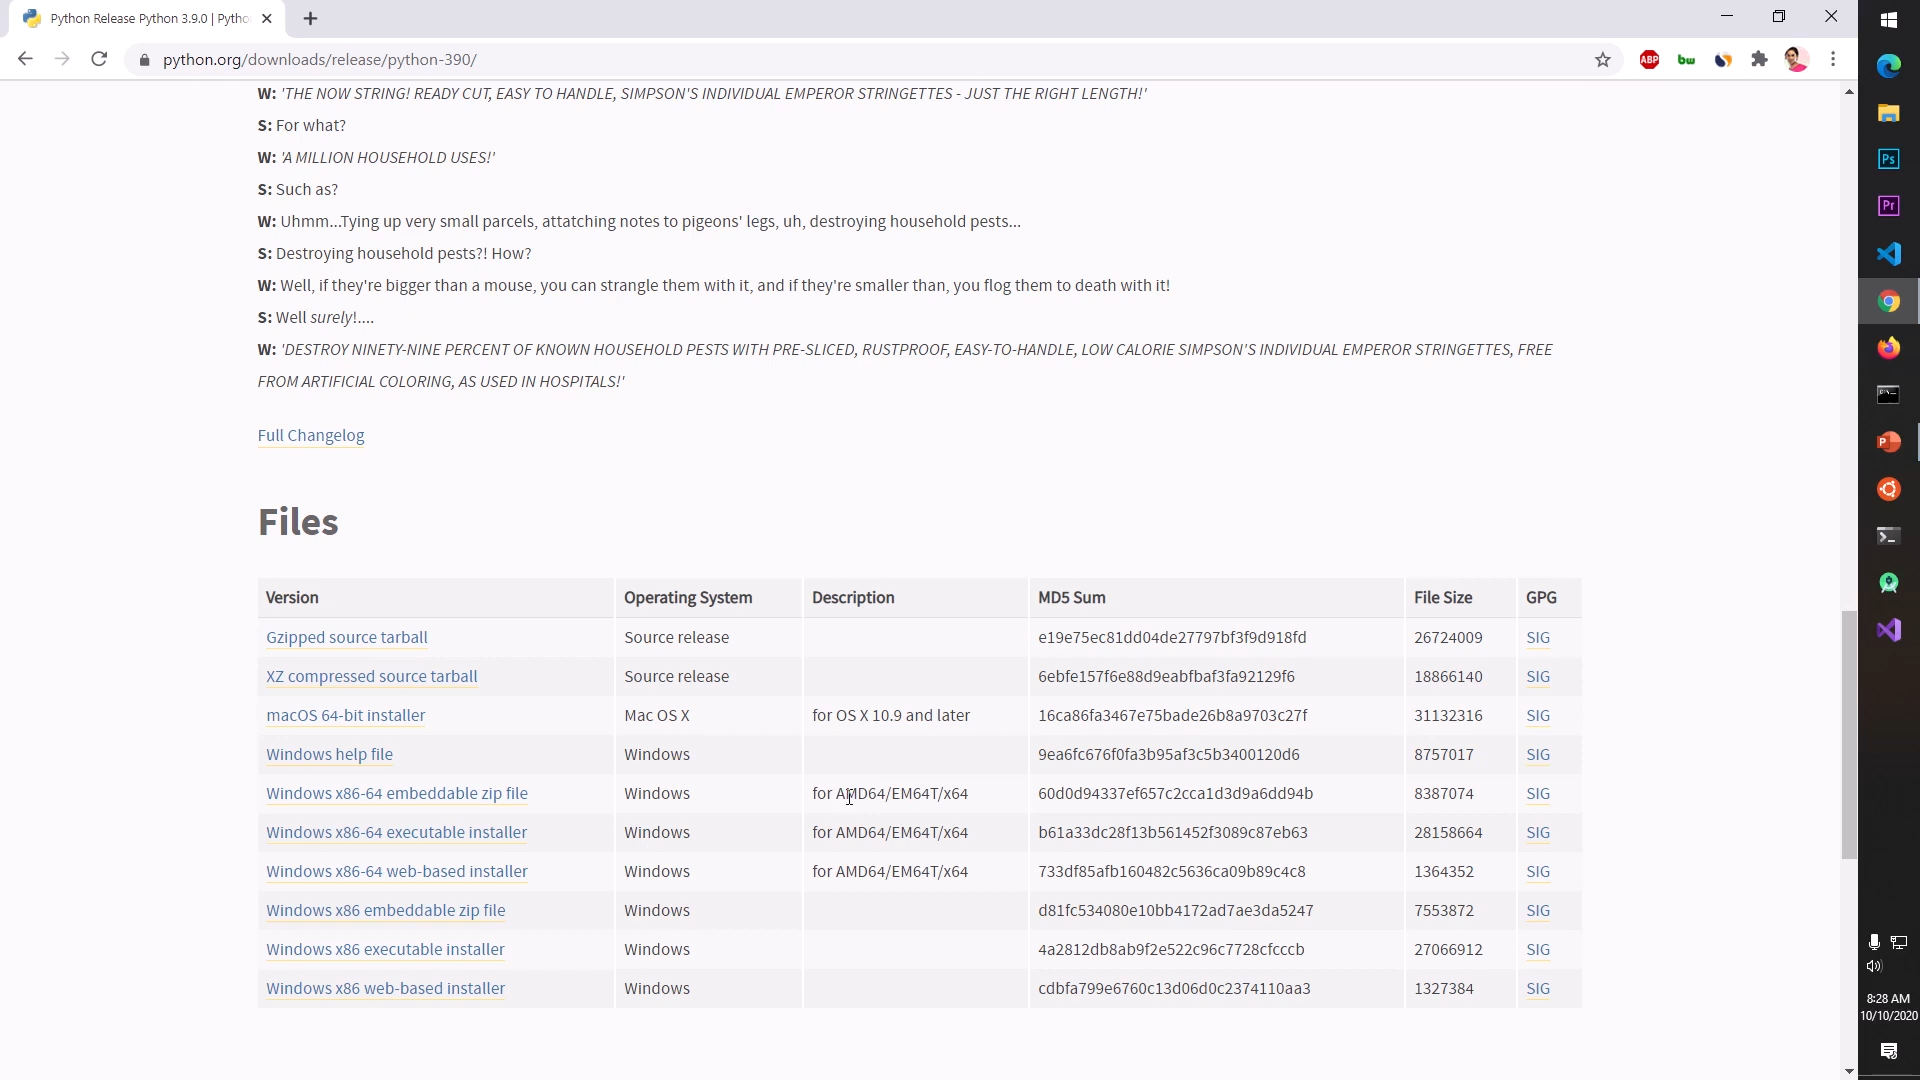 Python Release Python 3.9.0 | Pytho
python.org/downloads/release/python-390/
ABP
bw
W: 'THE NOW STRING! READY CUT, EASY TO HANDLE, SIMPSON'S INDIVIDUAL EMPEROR STRINGETTES - JUST THE RIGHT LENGTH!'
S: For what?
W: 'A MILLION HOUSEHOLD USES!'
S: Such as?
W: Uhmm...Tying up very small parcels, attatching notes to pigeons' legs, uh, destroying household pests...
S: Destroying household pests?! How?
W: Well, if they're bigger than a mouse, you can strangle them with it, and if they're smaller than, you flog them to death with it!
S: Well surely!....
W: 'DESTROY NINETY-NINE PERCENT OF KNOWN HOUSEHOLD PESTS WITH PRE-SLICED, RUSTPROOF, EASY-TO-HANDLE, LOW CALORIE SIMPSON'S INDIVIDUAL EMPEROR STRINGETTES, FREE
FROM ARTIFICIAL COLORING, AS USED IN HOSPITALS!'
Full Changelog
Files
Version Operating System Description MD5 Sum File Size GPG
Gzipped source tarball Source release e19e75ec81dd04de27797bf3f9d918fd 26724009 SIG
XZ compressed source tarball Source release 6ebfe157f6e88d9eabfbaf3fa92129f6 18866140 SIG
macOS 64-bit installer Mac OS X for OS X 10.9 and later 16ca86fa3467e75bade26b8a9703c27f 31132316 SIG
Windows help file Windows 9ea6fc676f0fa3b95af3c5b3400120d6 8757017 SIG
Windows x86-64 embeddable zip file Windows for AMD64/EM64T/x64 60d0d94337ef657c2cca1d3d9a6dd94b 8387074 SIG
Windows x86-64 executable installer Windows for AMD64/EM64T/x64 b61a33dc28f13b561452f3089c87eb63 28158664 SIG
Windows x86-64 web-based installer Windows for AMD64/EM64T/x64 733df85afb160482c5636ca09b89c4c8 1364352 SIG
Windows x86 embeddable zip file Windows d81fc534080e10bb4172ad7ae3da5247 7553872 SIG
Windows x86 executable installer Windows 4a2812db8ab9f2e522c96c7728cfcccb 27066912 SIG
Windows x86 web-based installer Windows cdbfa799e6760c13d06d0c2374110aa3 1327384 SIG
Ps
Pr
P
8:28 AM
10/10/2020